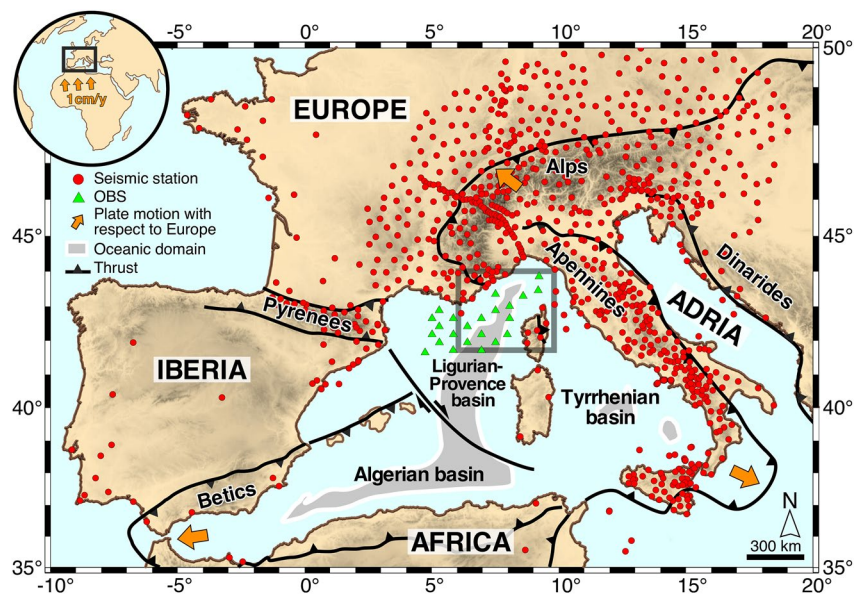 -5°
0°
5°
10°
15°
20°
50°
1cm/y
EUROPE
Alps
Seismic station
OBS
Plate motion with
respect to Europe
Oceanic domain
Thrust
45°
45°
Dinarides
Apennines
ADRIA
Pyrenees
IBERIA
Ligurian-
Provence
basin
Tyrrhenian
basin
40°
40°
Algerian basin
Betics
N
AFRICA
300 km
35°
35°
-10°
-5°
0°
5°
10°
15°
20°